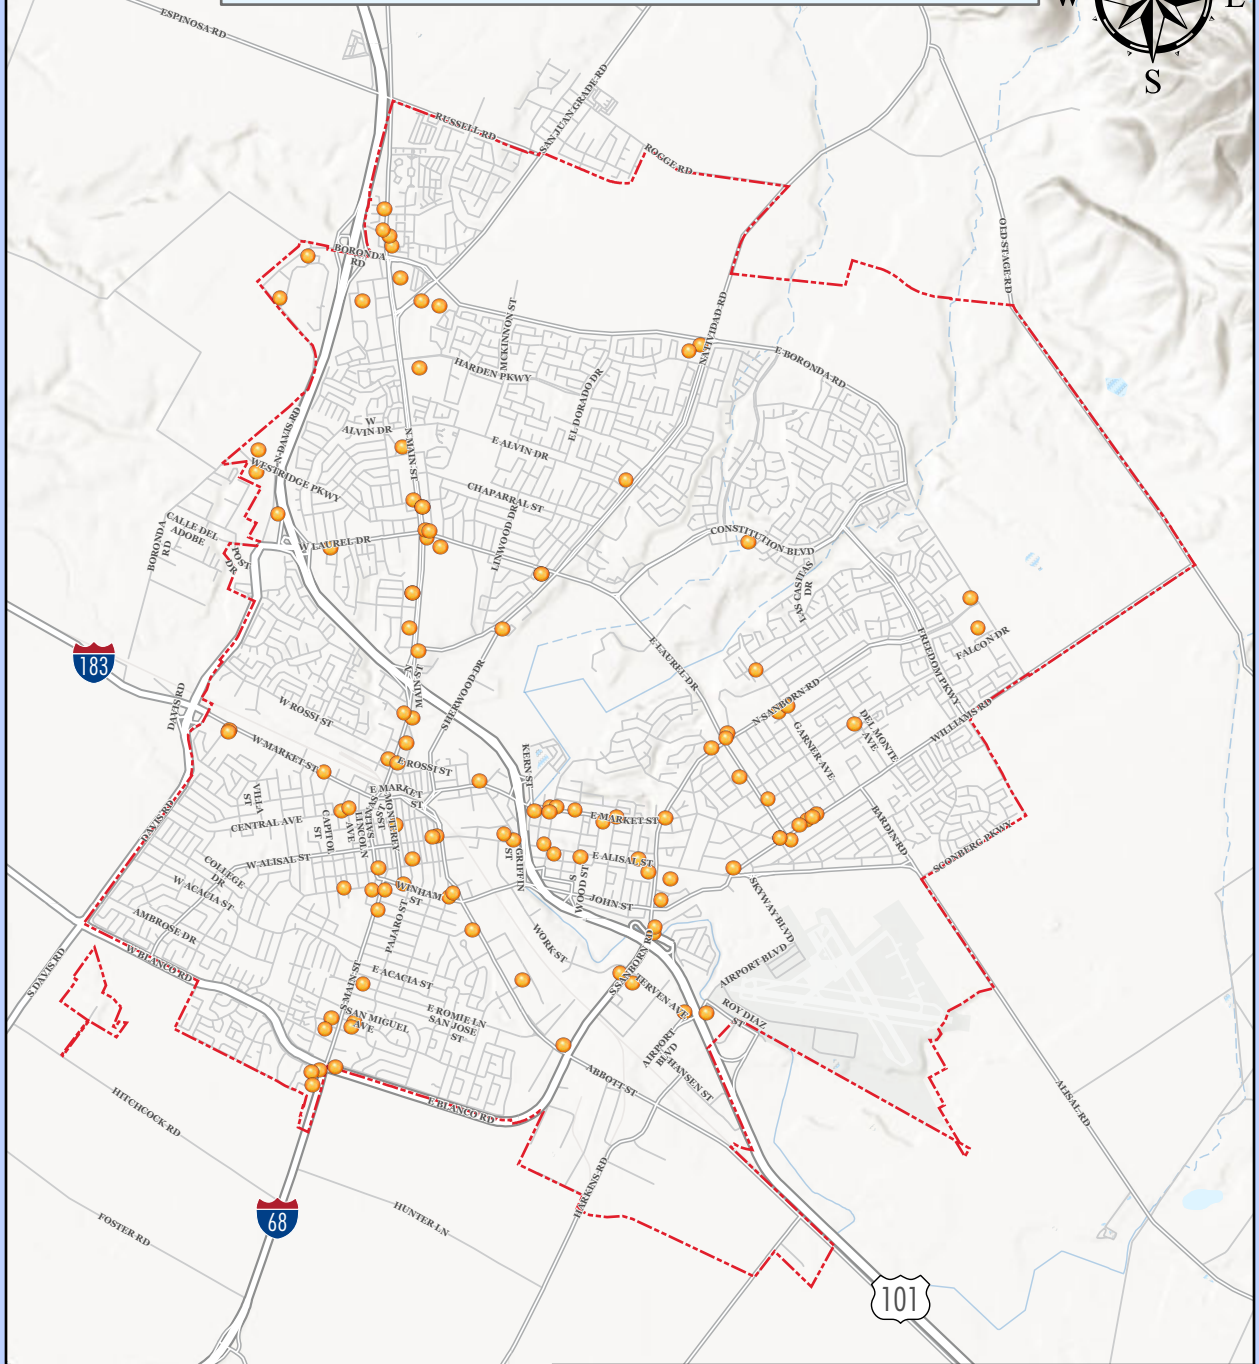 W
E
S
ESPINOSA RD
SAN JUAN GRADE RD
RUSSELL RD
ROGGE RD
OLD STAGE RD
BORONDA
RD
NATIVIDAD RD
MCKINNON ST
E BORONDA RD
HARDEN PKWY
EL DORADO DR
W
ALVIN DR
N DAVIS RD
N MAIN ST
E ALVIN DR
WESTRIDGE PKWY
CHAPARRAL ST
CALLE DEL
ADOBE
BORONDA
RD
POST
DR
W LAUREL DR
LINWOOD DR
CONSTITUTION BLVD
LAS CASITAS
DR
E LAUREL DR
FREEDOM PKWY
FALCON DR
183
DAVIS RD
W ROSSI ST
N
MAIN ST
SHERWOOD DR
N SANBORN RD
DEL MONTE
AVE
GARNER AVE
WILLIAMS RD
W MARKET ST
E ROSSI ST
KERN ST
E MARKET
ST
VILLA
ST
CENTRAL AVE
CAPITOL
ST
LINCOLN
AVE
SALINAS
ST
MONTEREY
ST
E MARKET ST
BARDIN RD
SCONBERG PKWY
DAVIS RD
W ALISAL ST
E ALISAL ST
GRIFFIN
ST
COLLEGE
DR
W ACACIA ST
WINHAM
ST
S
WOOD ST
JOHN ST
SKYWAY BLVD
AMBROSE DR
PAJARO ST
WORK ST
W BLANCO RD
S DAVIS RD
S MAIN ST
E ACACIA ST
S SANBORN RD
TERVEN AVE
AIRPORT BLVD
ROY DIAZ
ST
SAN MIGUEL
AVE
E ROMIE LN
SAN JOSE
ST
AIRPORT
BLVD
HANSEN ST
ABBOTT ST
ALISAL RD
HITCHCOCK RD
E BLANCO RD
HARKINS RD
68
FOSTER RD
HUNTER LN
101